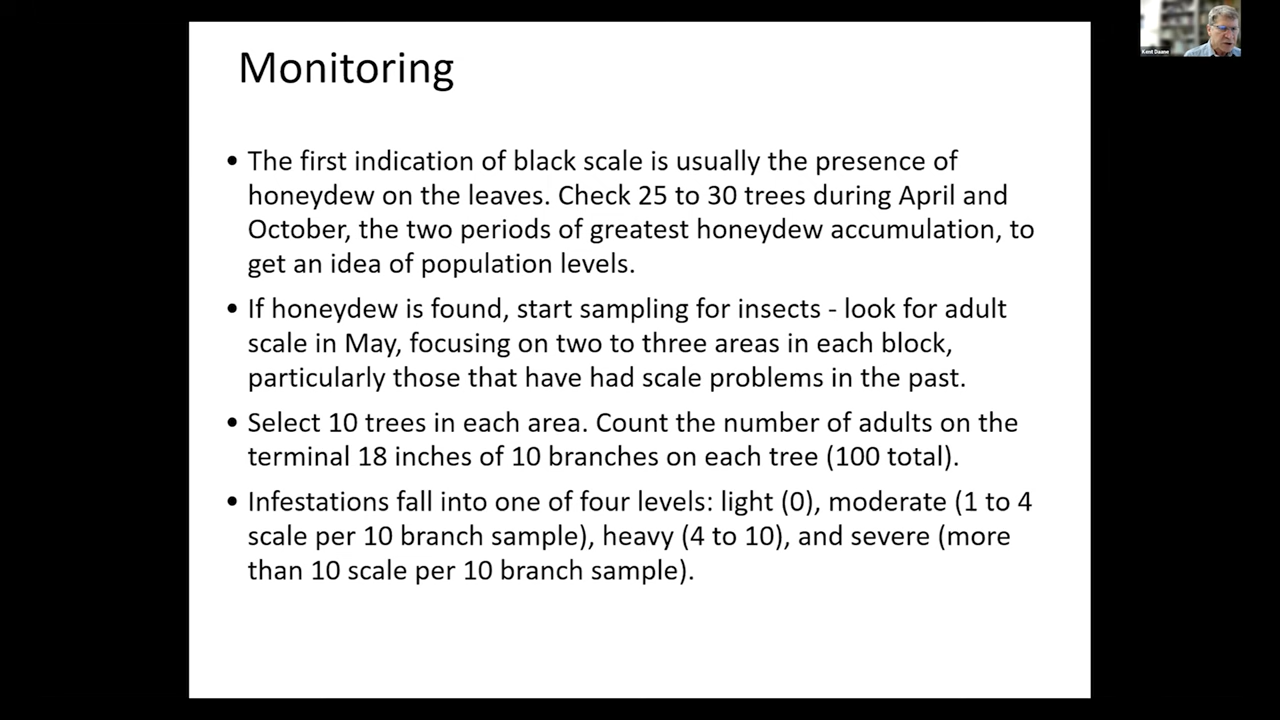 Kent Daane
Monitoring
• The first indication of black scale is usually the presence of
honeydew on the leaves. Check 25 to 30 trees during April and
October, the two periods of greatest honeydew accumulation, to
get an idea of population levels.
• If honeydew is found, start sampling for insects - look for adult
scale in May, focusing on two to three areas in each block,
particularly those that have had scale problems in the past.
• Select 10 trees in each area. Count the number of adults on the
terminal 18 inches of 10 branches on each tree (100 total).
• Infestations fall into one of four levels: light (0), moderate (1 to 4
scale per 10 branch sample), heavy (4 to 10), and severe (more
than 10 scale per 10 branch sample).